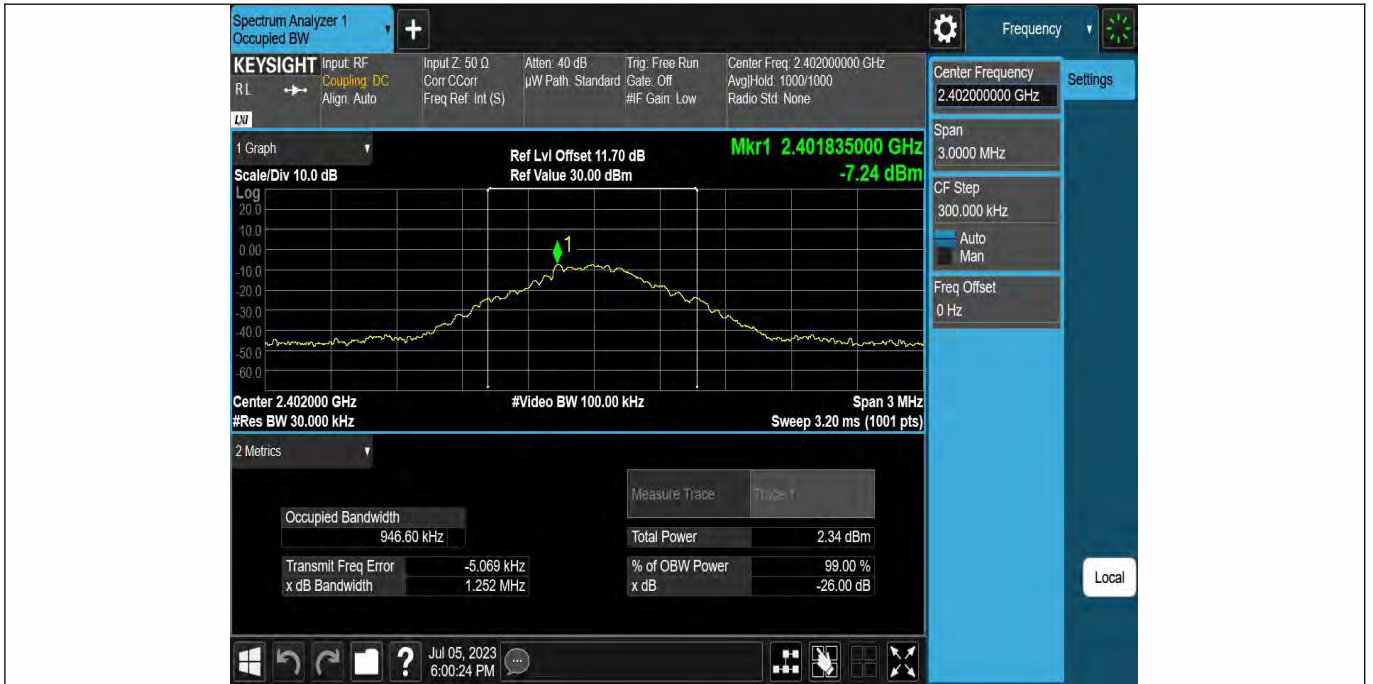 Spectrum Analyzer 1
Occupied BW
+
Frequency
KEYSIGHT
RL
LXI
Input: RF
Coupling: DC
Align: Auto
Input Z: 50 Ω
Corr CCorr
Freq Ref: Int (S)
Atten: 40 dB
µW Path: Standard
Trig: Free Run
Gate: Off
#IF Gain: Low
Center Freq: 2.402000000 GHz
Avg|Hold: 1000/1000
Radio Std: None
Center Frequency
2.402000000 GHz
Settings
Span
3.0000 MHz
CF Step
300.000 kHz
Auto
Man
Freq Offset
0 Hz
Local
1 Graph
Scale/Div 10.0 dB
Ref Lvl Offset 11.70 dB
Ref Value 30.00 dBm
Mkr1 2.401835000 GHz
-7.24 dBm
Log
20.0
10.0
0.00
-10.0
-20.0
-30.0
-40.0
-50.0
-60.0
1
Center 2.402000 GHz
#Video BW 100.00 kHz
Span 3 MHz
#Res BW 30.000 kHz
Sweep 3.20 ms (1001 pts)
2 Metrics
Measure Trace
Trace 1
Occupied Bandwidth
946.60 kHz
Total Power 2.34 dBm
Transmit Freq Error -5.069 kHz
% of OBW Power 99.00 %
x dB Bandwidth 1.252 MHz
x dB -26.00 dB
?
Jul 05, 2023
6:00:24 PM